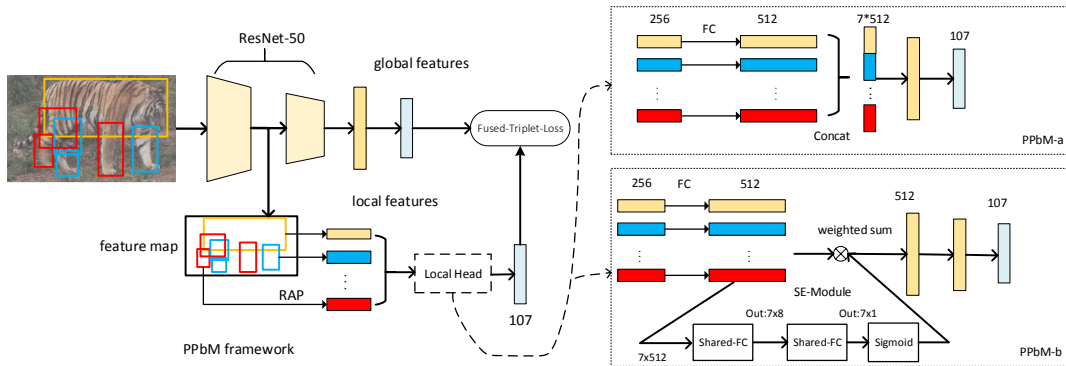 ResNet-50
global features
Fused-Triplet-Loss
local features
feature map
RAP
Local Head
107
PPbM framework
256
512
7*512
FC
107
Concat
PPbM-a
256
FC
512
512
107
weighted sum
SE-Module
Out:7x8
Out:7x1
Shared-FC
Shared-FC
Sigmoid
7x512
PPbM-b